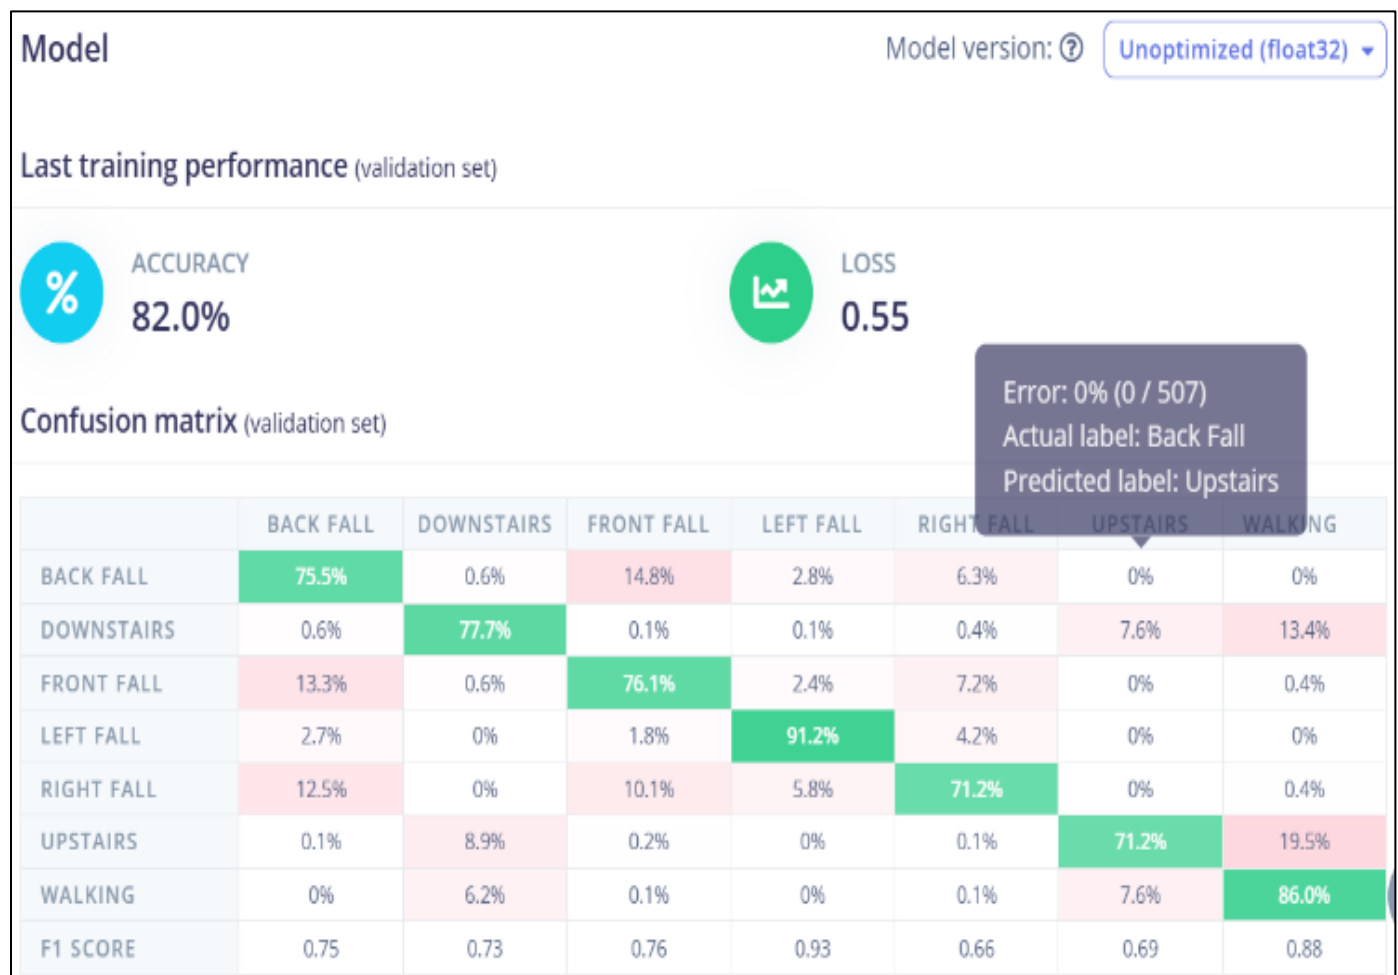 Model
Model version: ? Unoptimized (float32)
Last training performance (validation set)
%
ACCURACY
82.0%
LOSS
0.55
Error: 0% (0 / 507)
Actual label: Back Fall
Predicted label: Upstairs
Confusion matrix (validation set)
BACK FALL DOWNSTAIRS FRONT FALL LEFT FALL RIGHT FALL UPSTAIRS WALKING
BACK FALL 75.5% 0.6% 14.8% 2.8% 6.3% 0% 0%
DOWNSTAIRS 0.6% 77.7% 0.1% 0.1% 0.4% 7.6% 13.4%
FRONT FALL 13.3% 0.6% 76.1% 2.4% 7.2% 0% 0.4%
LEFT FALL 2.7% 0% 1.8% 91.2% 4.2% 0% 0%
RIGHT FALL 12.5% 0% 10.1% 5.8% 71.2% 0% 0.4%
UPSTAIRS 0.1% 8.9% 0.2% 0% 0.1% 71.2% 19.5%
WALKING 0% 6.2% 0.1% 0% 0.1% 7.6% 86.0%
F1 SCORE 0.75 0.73 0.76 0.93 0.66 0.69 0.88